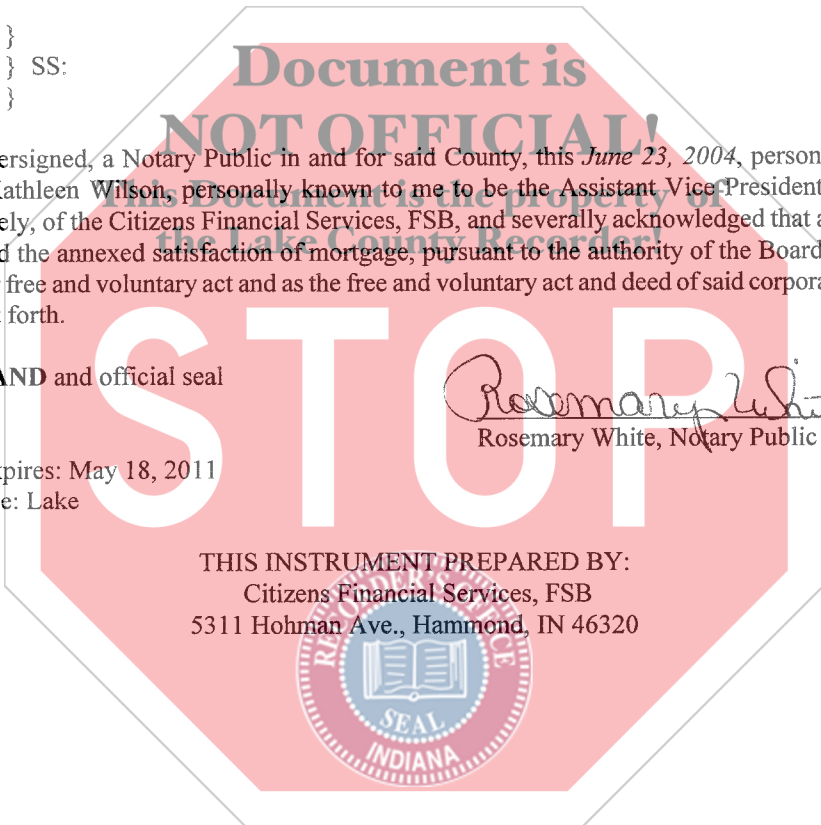 }
} SS:
}
Document is
NOT OFFICIAL!
This Document is the property of
the Lake County Recorder!
ersigned, a Notary Public in and for said County, this June 23, 2004, person
Kathleen Wilson, personally known to me to be the Assistant Vice President
ely, of the Citizens Financial Services, FSB, and severally acknowledged that a
d the annexed satisfaction of mortgage, pursuant to the authority of the Board
free and voluntary act and as the free and voluntary act and deed of said corpora
forth.
STOP
AND and official seal
Rosemary Whi
Rosemary White, Notary Public
pires: May 18, 2011
e: Lake
THIS INSTRUMENT PREPARED BY:
Citizens Financial Services, FSB
5311 Hohman Ave., Hammond, IN 46320
RECORDER'S OFFICE
SEAL
INDIANA